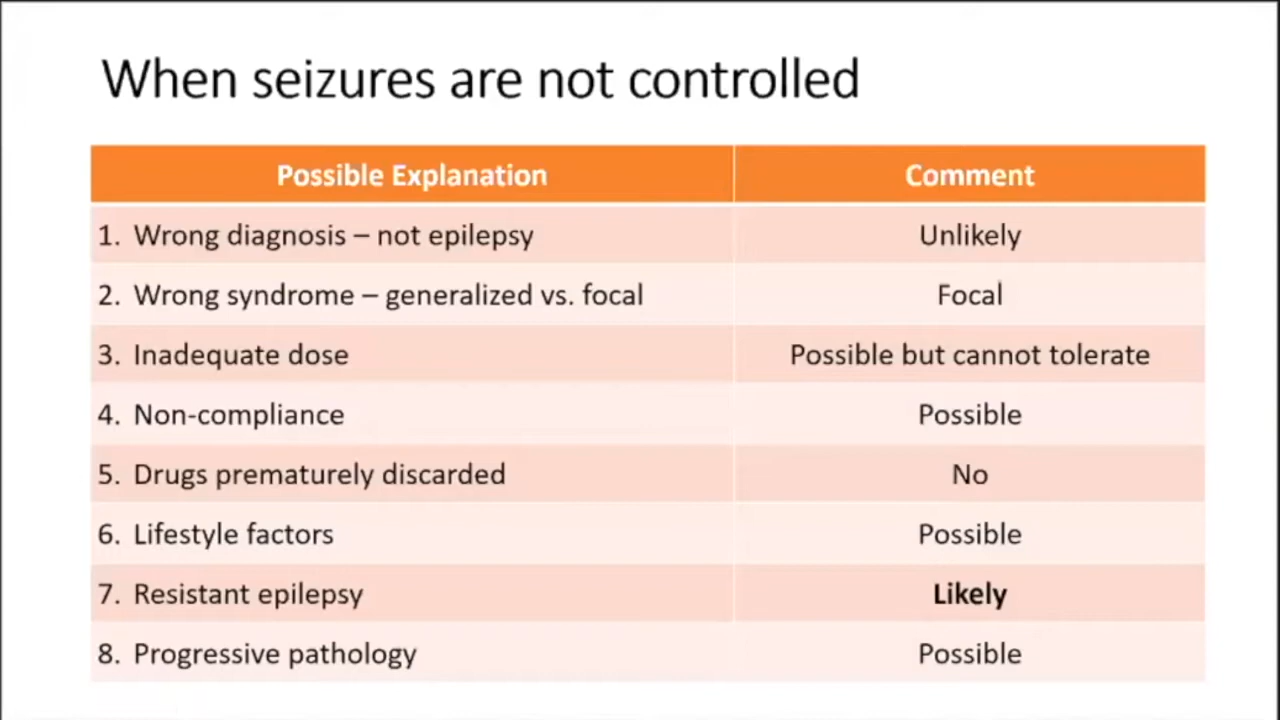 When seizures are not controlled
Possible Explanation Comment
1. Wrong diagnosis – not epilepsy Unlikely
2. Wrong syndrome – generalized vs. focal Focal
3. Inadequate dose Possible but cannot tolerate
4. Non-compliance Possible
5. Drugs prematurely discarded No
6. Lifestyle factors Possible
7. Resistant epilepsy Likely
8. Progressive pathology Possible